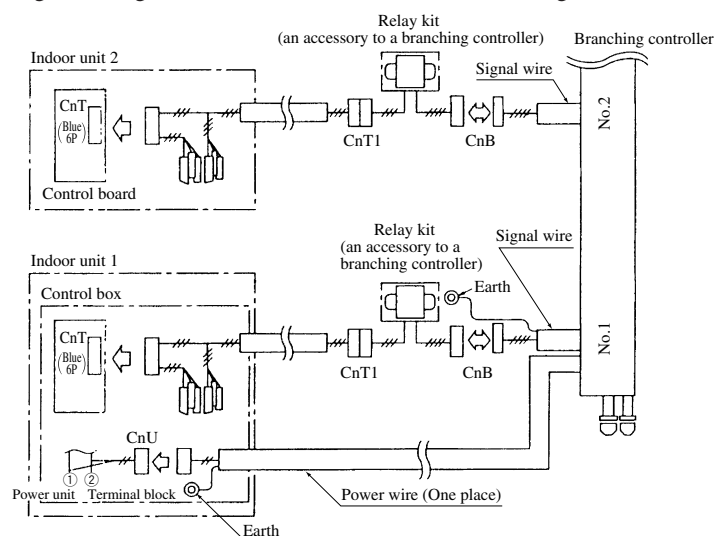 Relay kit
(an accessory to a branching controller)
Branching controller
Indoor unit 2
Signal wire
CnT
(Blue 6P)
No.2
CnT1
CnB
Control board
Relay kit
(an accessory to a
branching controller)
Signal wire
Indoor unit 1
Earth
Control box
CnT
(Blue 6P)
No.1
CnT1
CnB
CnU
① ②
Power unit Terminal block
Power wire (One place)
Earth